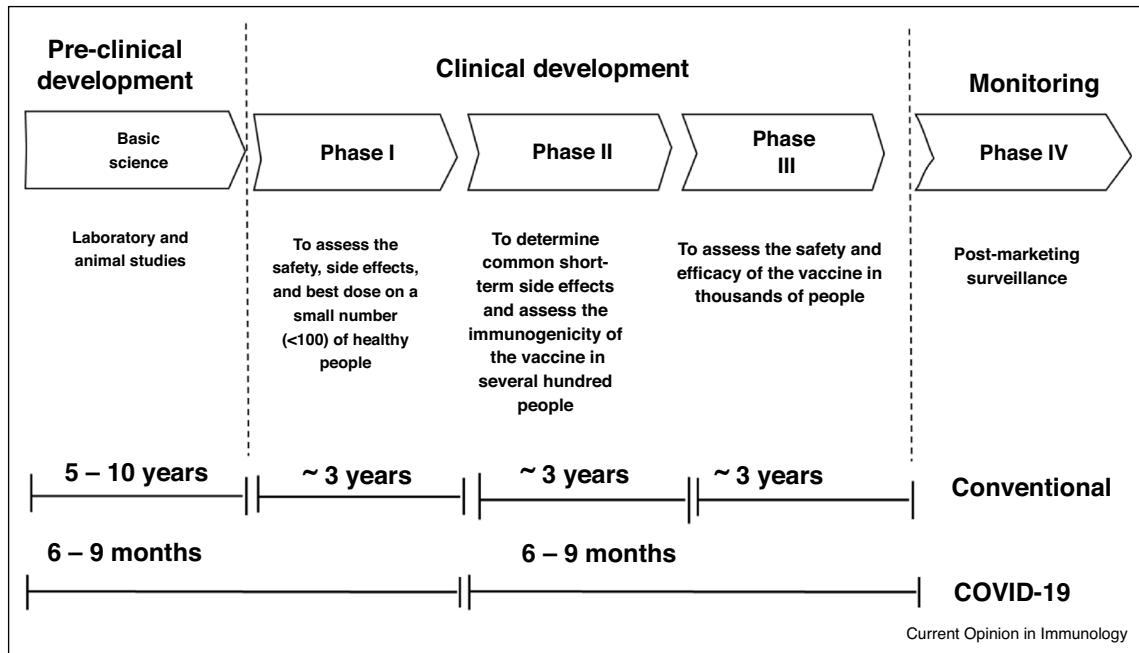 Pre-clinical
development
Clinical development
Monitoring
Basic
science
Phase I
Phase II
Phase
III
Phase IV
Laboratory and
animal studies
To assess the
safety, side effects,
and best dose on a
small number
(<100) of healthy
people
To determine
common short-
term side effects
and assess the
immunogenicity of
the vaccine in
several hundred
people
To assess the safety and
efficacy of the vaccine in
thousands of people
Post-marketing
surveillance
5 – 10 years
~ 3 years
~ 3 years
~ 3 years
Conventional
6 – 9 months
6 – 9 months
COVID-19
Current Opinion in Immunology